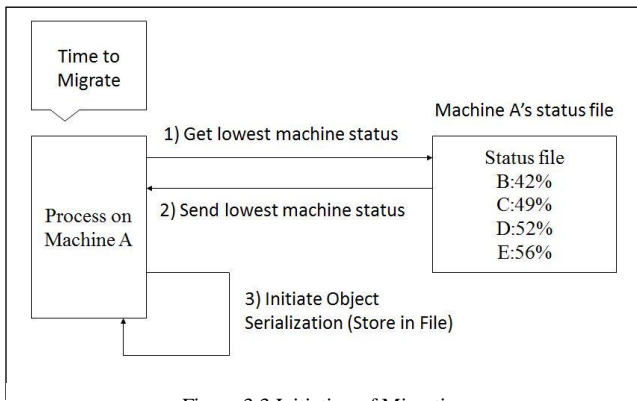 Time to
Migrate
Machine A's status file
1) Get lowest machine status
Status file
B:42%
C:49%
D:52%
E:56%
2) Send lowest machine status
Process on
Machine A
3) Initiate Object
Serialization (Store in File)